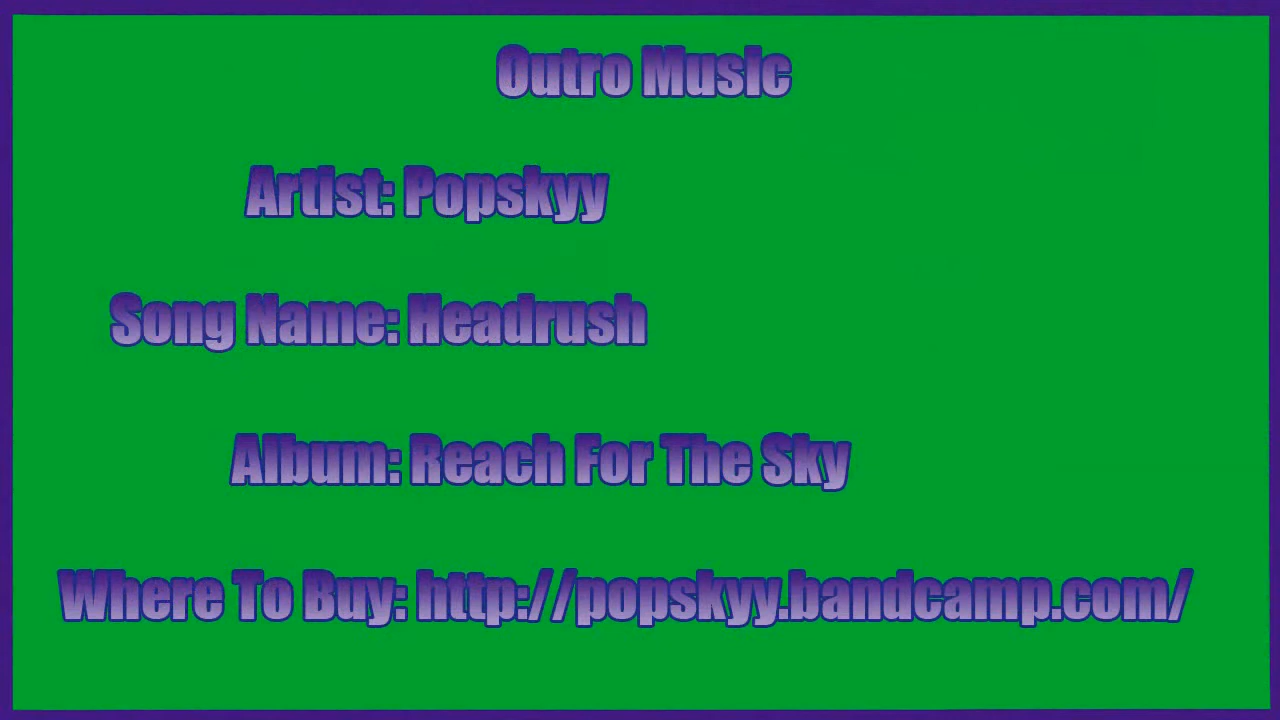 Outro Music
Artist: Popskyy
Song Name: Headrush
Album: Reach For The Sky
Where To Buy: http://popskyy.bandcamp.com/